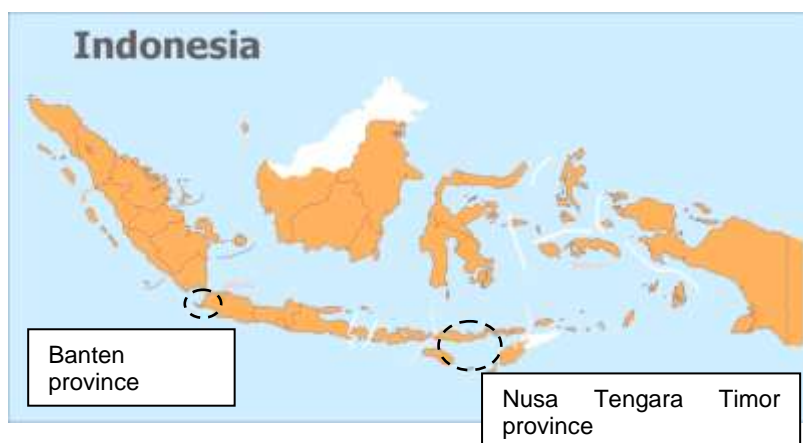 Indonesia
Banten
province
Nusa Tengara Timor
province